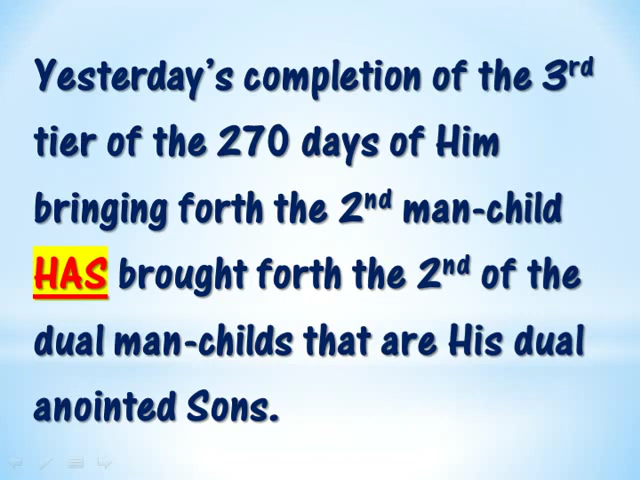 Yesterday’s completion of the 3rd
tier of the 270 days of Him
bringing forth the 2nd man-child
HAS brought forth the 2nd of the
dual man-childs that are His dual
anointed Sons.